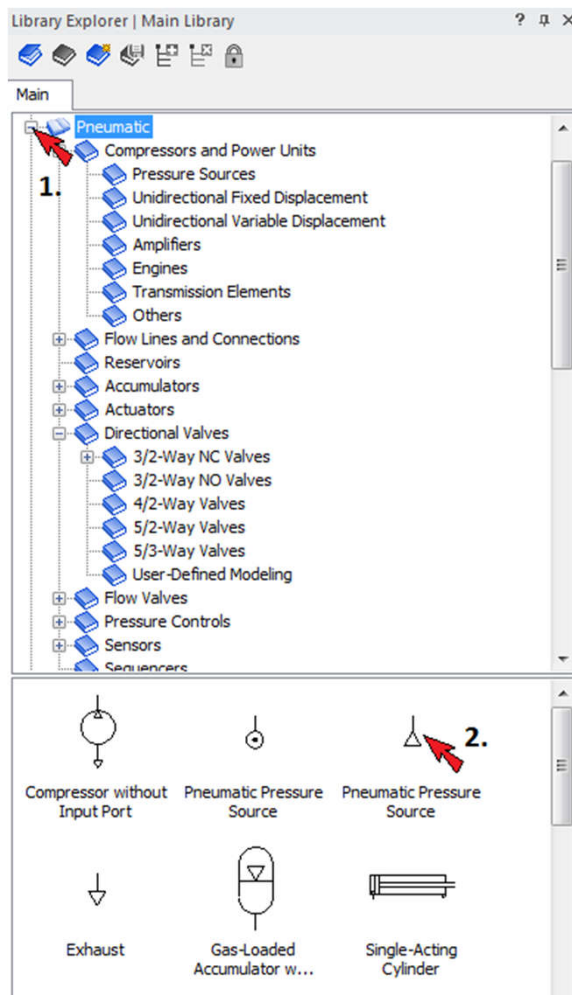 Library Explorer | Main Library
Main
Pneumatic
1.
Compressors and Power Units
Pressure Sources
Unidirectional Fixed Displacement
Unidirectional Variable Displacement
Amplifiers
Engines
Transmission Elements
Others
Flow Lines and Connections
Reservoirs
Accumulators
Actuators
Directional Valves
3/2-Way NC Valves
3/2-Way NO Valves
4/2-Way Valves
5/2-Way Valves
5/3-Way Valves
User-Defined Modeling
Flow Valves
Pressure Controls
Sensors
Sequencers
2.
Compressor without
Input Port
Pneumatic Pressure
Source
Pneumatic Pressure
Source
Exhaust
Gas-Loaded
Accumulator w...
Single-Acting
Cylinder